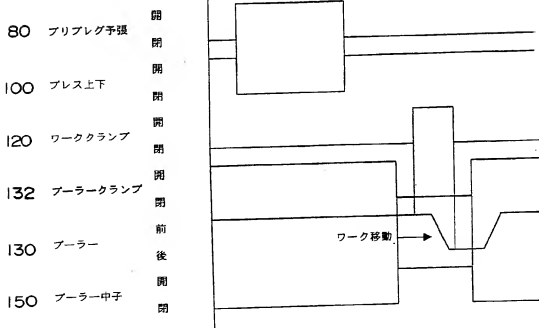 開
80 プリプレグ予張
閉
開
100 プレス上下
閉
開
120 ワーククランプ
閉
開
132 プーラークランプ
閉
前
130 プーラー
ワーク移動
後
開
150 プーラー中子
閉